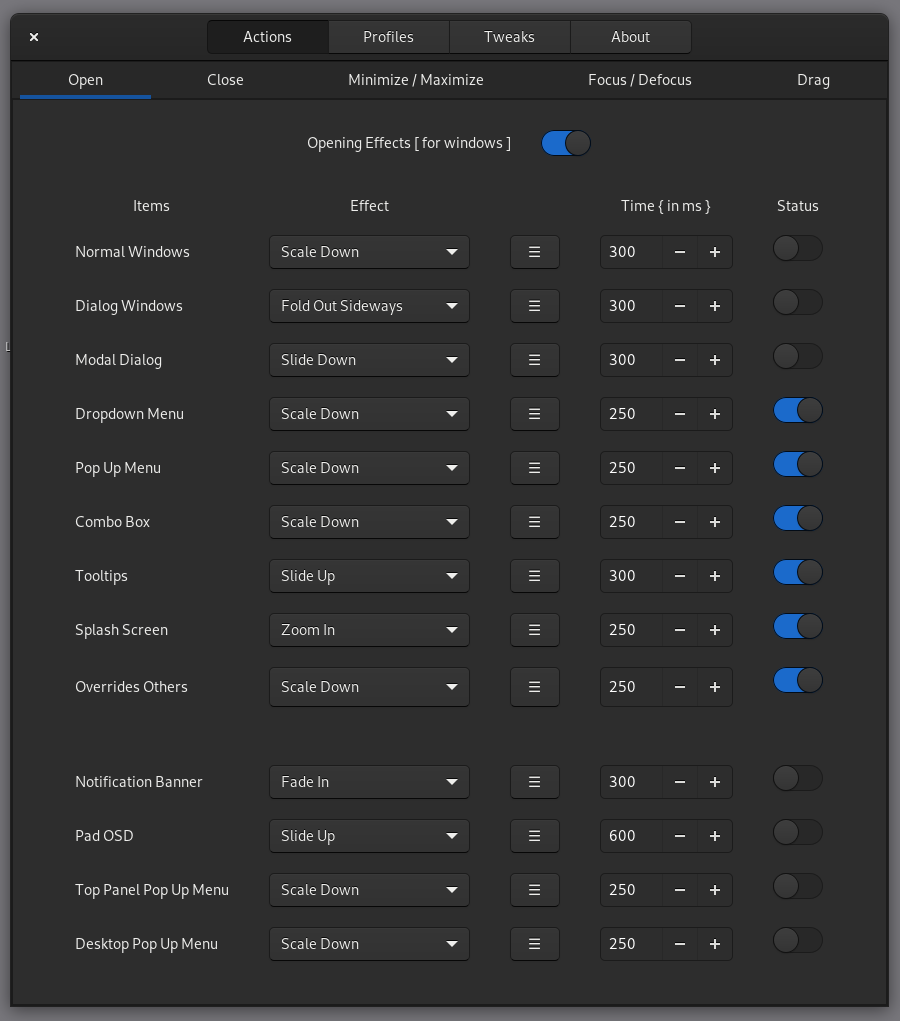 Actions Profiles Tweaks About
Open Close Minimize / Maximize Focus / Defocus Drag
Opening Effects [ for windows ]
Items Effect Time { in ms } Status
Normal Windows Scale Down 300
Dialog Windows Fold Out Sideways 300
Modal Dialog Slide Down 300
Dropdown Menu Scale Down 250
Pop Up Menu Scale Down 250
Combo Box Scale Down 250
Tooltips Slide Up 300
Splash Screen Zoom In 250
Overrides Others Scale Down 250
Notification Banner Fade In 300
Pad OSD Slide Up 600
Top Panel Pop Up Menu Scale Down 250
Desktop Pop Up Menu Scale Down 250